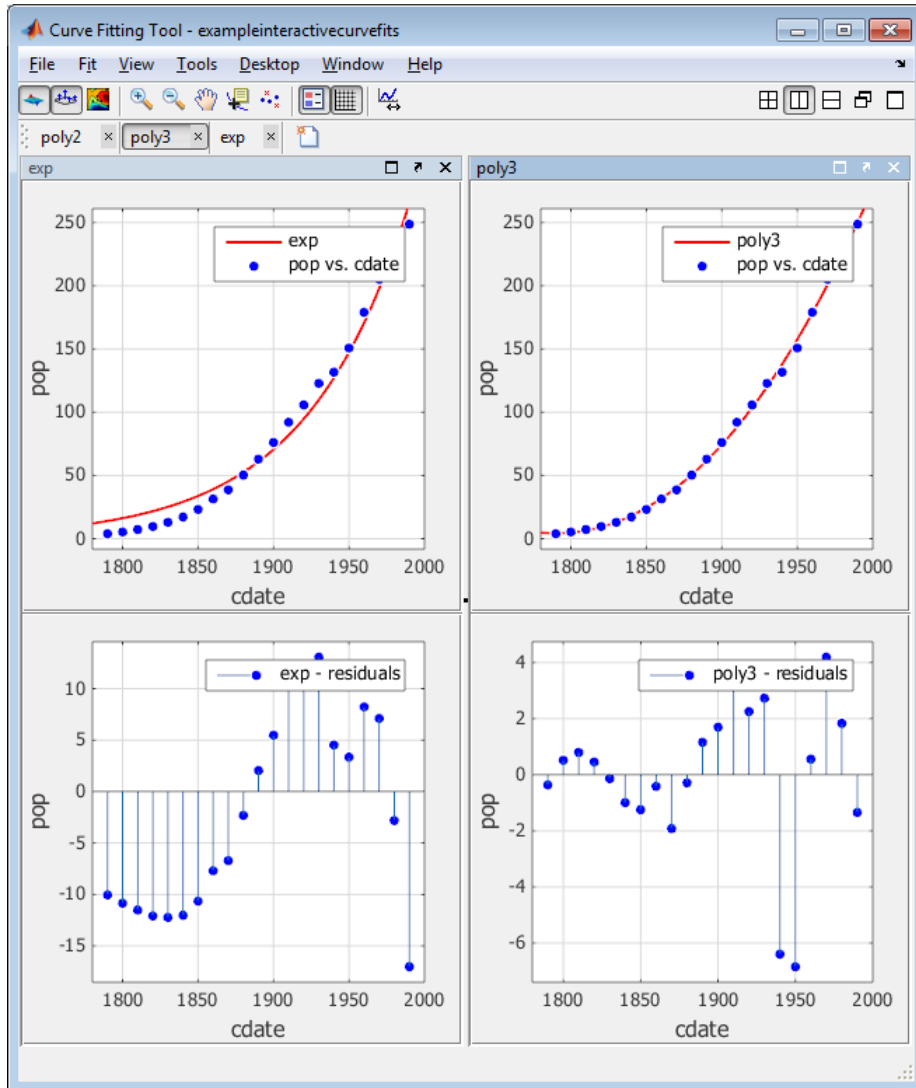 Curve Fitting Tool - exampleinteractivecurvefits
File Fit View Tools Desktop Window Help
poly2 poly3 exp
exp
250
200
150
100
50
0
pop
exp
pop vs. cdate
1800 1850 1900 1950 2000
cdate
10
5
0
-5
-10
-15
pop
exp - residuals
1800 1850 1900 1950 2000
cdate
poly3
250
200
150
100
50
0
pop
poly3
pop vs. cdate
1800 1850 1900 1950 2000
cdate
4
2
0
-2
-4
-6
pop
poly3 - residuals
1800 1850 1900 1950 2000
cdate